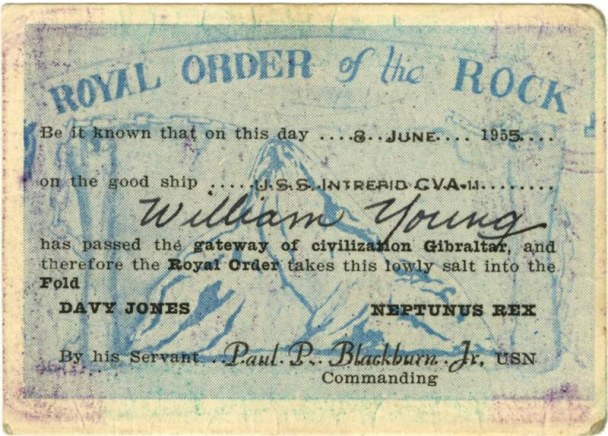 ROYAL ORDER of the ROCK
Be it known that on this day ....8 JUNE.... 1955....
on the good ship .....U.S.S. INTREPID CVA-11.........
William Young
has passed the gateway of civilization Gibraltar, and
therefore the Royal Order takes this lowly salt into the
Fold
DAVY JONES NEPTUNUS REX
By his Servant ..Paul P. Blackburn Jr. USN
Commanding